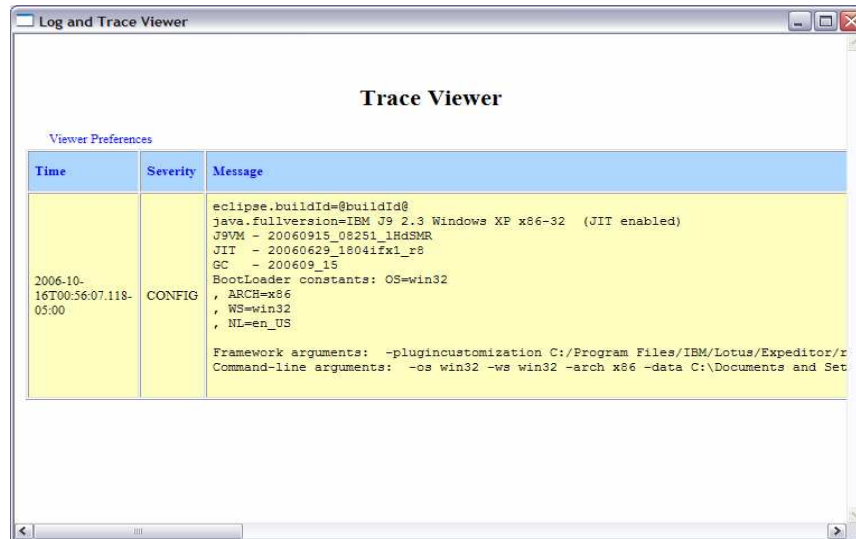 Log and Trace Viewer
Trace Viewer
Viewer Preferences
Time Severity Message
2006-10-
16T00:56:07.118-
05:00
CONFIG
eclipse.buildId=@buildId@
java.fullversion=IBM J9 2.3 Windows XP x86-32 (JIT enabled)
J9VM - 20060915_08251_lHdSMR
JIT - 20060629_1804ifx1_r8
GC - 200609_15
BootLoader constants: OS=win32
, ARCH=x86
, WS=win32
, NL=en_US
Framework arguments: -plugincustomization C:/Program Files/IBM/Lotus/Expeditor/r
Command-line arguments: -os win32 -ws win32 -arch x86 -data C:\Documents and Set